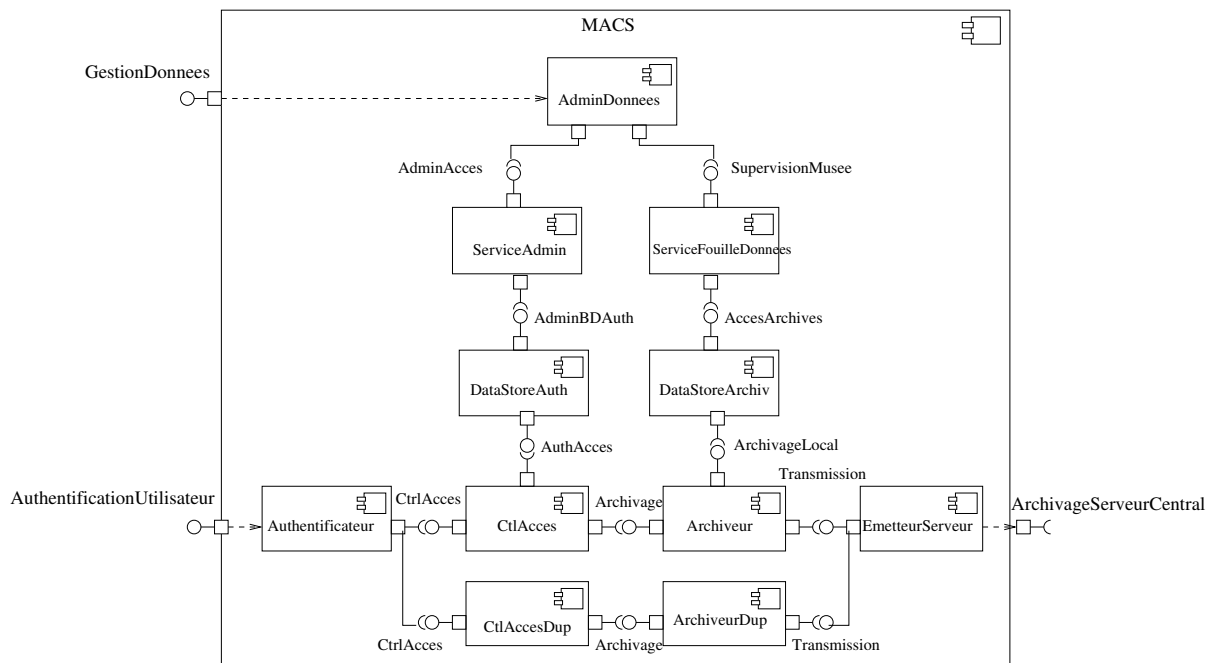 MACS
GestionDonnees
AdminDonnees
AdminAcces
SupervisionMusee
ServiceAdmin
ServiceFouilleDonnees
AdminBDAuth
AccesArchives
DataStoreAuth
DataStoreArchiv
AuthAcces
ArchivageLocal
Transmission
AuthentificationUtilisateur
CtrlAcces
Archivage
ArchivageServeurCentral
Authentificateur
CtlAcces
Archiveur
EmetteurServeur
CtlAccesDup
ArchiveurDup
CtrlAcces
Archivage
Transmission